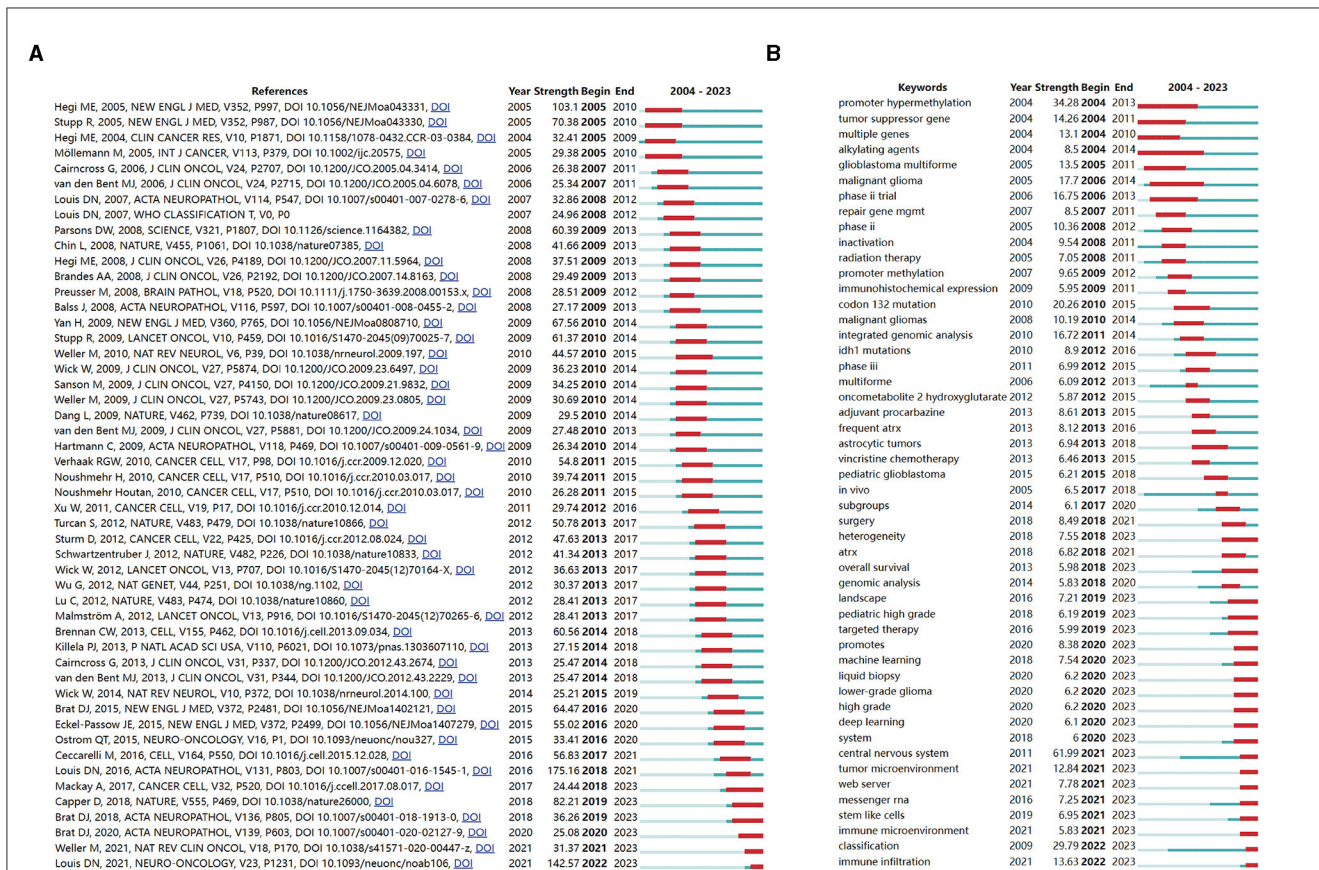 A
References Year Strength Begin End 2004 - 2023
Hegi ME, 2005, NEW ENGL J MED, V352, P997, DOI 10.1056/NEJMoa043331, DOI 2005 103.1 2005 2010
Stupp R, 2005, NEW ENGL J MED, V352, P987, DOI 10.1056/NEJMoa043330, DOI 2005 70.38 2005 2010
Hegi ME, 2004, CLIN CANCER RES, V10, P1871, DOI 10.1158/1078-0432.CCR-03-0384, DOI 2004 32.41 2005 2009
Möllemann M, 2005, INT J CANCER, V113, P379, DOI 10.1002/ijc.20575, DOI 2005 29.38 2005 2010
Cairncross G, 2006, J CLIN ONCOL, V24, P2707, DOI 10.1200/JCO.2005.04.3414, DOI 2006 26.38 2007 2011
van den Bent MJ, 2006, J CLIN ONCOL, V24, P2715, DOI 10.1200/JCO.2005.04.6078, DOI 2006 25.34 2007 2011
Louis DN, 2007, ACTA NEUROPATHOL, V114, P547, DOI 10.1007/s00401-007-0278-6, DOI 2007 32.86 2008 2012
Louis DN, 2007, WHO CLASSIFICATION T, V0, P0 2007 24.96 2008 2012
Parsons DW, 2008, SCIENCE, V321, P1807, DOI 10.1126/science.1164382, DOI 2008 60.39 2009 2013
Chin L, 2008, NATURE, V455, P1061, DOI 10.1038/nature07385, DOI 2008 41.66 2009 2013
Hegi ME, 2008, J CLIN ONCOL, V26, P4189, DOI 10.1200/JCO.2007.11.5964, DOI 2008 37.51 2009 2013
Brandes AA, 2008, J CLIN ONCOL, V26, P2192, DOI 10.1200/JCO.2007.14.8163, DOI 2008 29.49 2009 2013
Preusser M, 2008, BRAIN PATHOL, V18, P520, DOI 10.1111/j.1750-3639.2008.00153.x, DOI 2008 28.51 2009 2012
Balss J, 2008, ACTA NEUROPATHOL, V116, P597, DOI 10.1007/s00401-008-0455-2, DOI 2008 27.17 2009 2013
Yan H, 2009, NEW ENGL J MED, V360, P765, DOI 10.1056/NEJMoa0808710, DOI 2009 67.56 2010 2014
Stupp R, 2009, LANCET ONCOL, V10, P459, DOI 10.1016/S1470-2045(09)70025-7, DOI 2009 61.37 2010 2014
Weller M, 2010, NAT REV NEUROL, V6, P39, DOI 10.1038/nrneurol.2009.197, DOI 2010 44.57 2010 2015
Wick W, 2009, J CLIN ONCOL, V27, P5874, DOI 10.1200/JCO.2009.23.6497, DOI 2009 36.23 2010 2014
Sanson M, 2009, J CLIN ONCOL, V27, P4150, DOI 10.1200/JCO.2009.21.9832, DOI 2009 34.25 2010 2014
Weller M, 2009, J CLIN ONCOL, V27, P5743, DOI 10.1200/JCO.2009.23.0805, DOI 2009 30.69 2010 2014
Dang L, 2009, NATURE, V462, P739, DOI 10.1038/nature08617, DOI 2009 29.5 2010 2014
van den Bent MJ, 2009, J CLIN ONCOL, V27, P5881, DOI 10.1200/JCO.2009.24.1034, DOI 2009 27.48 2010 2013
Hartmann C, 2009, ACTA NEUROPATHOL, V118, P469, DOI 10.1007/s00401-009-0561-9, DOI 2009 26.34 2010 2014
Verhaak RGW, 2010, CANCER CELL, V17, P98, DOI 10.1016/j.ccr.2009.12.020, DOI 2010 54.8 2011 2015
Noushmehr H, 2010, CANCER CELL, V17, P510, DOI 10.1016/j.ccr.2010.03.017, DOI 2010 39.74 2011 2015
Noushmehr Houtan, 2010, CANCER CELL, V17, P510, DOI 10.1016/j.ccr.2010.03.017, DOI 2010 26.28 2011 2015
Xu W, 2011, CANCER CELL, V19, P17, DOI 10.1016/j.ccr.2010.12.014, DOI 2011 29.74 2012 2016
Turcan S, 2012, NATURE, V483, P479, DOI 10.1038/nature10866, DOI 2012 50.78 2013 2017
Sturm D, 2012, CANCER CELL, V22, P425, DOI 10.1016/j.ccr.2012.08.024, DOI 2012 47.63 2013 2017
Schwartzentruber J, 2012, NATURE, V482, P226, DOI 10.1038/nature10833, DOI 2012 41.34 2013 2017
Wick W, 2012, LANCET ONCOL, V13, P707, DOI 10.1016/S1470-2045(12)70164-X, DOI 2012 36.63 2013 2017
Wu G, 2012, NAT GENET, V44, P251, DOI 10.1038/ng.1102, DOI 2012 30.37 2013 2017
Lu C, 2012, NATURE, V483, P474, DOI 10.1038/nature10860, DOI 2012 28.41 2013 2017
Malmström A, 2012, LANCET ONCOL, V13, P916, DOI 10.1016/S1470-2045(12)70265-6, DOI 2012 28.41 2013 2017
Brennan CW, 2013, CELL, V155, P462, DOI 10.1016/j.cell.2013.09.034, DOI 2013 60.56 2014 2018
Killela PJ, 2013, P NATL ACAD SCI USA, V110, P6021, DOI 10.1073/pnas.1303607110, DOI 2013 27.15 2014 2018
Cairncross G, 2013, J CLIN ONCOL, V31, P337, DOI 10.1200/JCO.2012.43.2674, DOI 2013 25.47 2014 2018
van den Bent MJ, 2013, J CLIN ONCOL, V31, P344, DOI 10.1200/JCO.2012.43.2229, DOI 2013 25.47 2014 2018
Wick W, 2014, NAT REV NEUROL, V10, P372, DOI 10.1038/nrneurol.2014.100, DOI 2014 25.21 2015 2019
Brat DJ, 2015, NEW ENGL J MED, V372, P2481, DOI 10.1056/NEJMoa1402121, DOI 2015 64.47 2016 2020
Eckel-Passow JE, 2015, NEW ENGL J MED, V372, P2499, DOI 10.1056/NEJMoa1407279, DOI 2015 55.02 2016 2020
Ostrom QT, 2015, NEURO-ONCOLOGY, V16, P1, DOI 10.1093/neuonc/nou327, DOI 2015 33.41 2016 2020
Ceccarelli M, 2016, CELL, V164, P550, DOI 10.1016/j.cell.2015.12.028, DOI 2016 56.83 2017 2021
Louis DN, 2016, ACTA NEUROPATHOL, V131, P803, DOI 10.1007/s00401-016-1545-1, DOI 2016 175.16 2018 2021
Mackay A, 2017, CANCER CELL, V32, P520, DOI 10.1016/j.ccell.2017.08.017, DOI 2017 24.44 2018 2023
Capper D, 2018, NATURE, V555, P469, DOI 10.1038/nature26000, DOI 2018 82.21 2019 2023
Brat DJ, 2018, ACTA NEUROPATHOL, V136, P805, DOI 10.1007/s00401-018-1913-0, DOI 2018 36.26 2019 2023
Brat DJ, 2020, ACTA NEUROPATHOL, V139, P603, DOI 10.1007/s00401-020-02127-9, DOI 2020 25.08 2020 2023
Weller M, 2021, NAT REV CLIN ONCOL, V18, P170, DOI 10.1038/s41571-020-00447-z, DOI 2021 31.37 2021 2023
Louis DN, 2021, NEURO-ONCOLOGY, V23, P1231, DOI 10.1093/neuonc/noab106, DOI 2021 142.57 2022 2023
B
Keywords Year Strength Begin End 2004 - 2023
promoter hypermethylation 2004 34.28 2004 2013
tumor suppressor gene 2004 14.26 2004 2011
multiple genes 2004 13.1 2004 2010
alkylating agents 2004 8.5 2004 2014
glioblastoma multiforme 2005 13.5 2005 2011
malignant glioma 2005 17.7 2006 2014
phase ii trial 2006 16.75 2006 2013
repair gene mgmt 2007 8.5 2007 2011
phase ii 2005 10.36 2008 2012
inactivation 2004 9.54 2008 2011
radiation therapy 2005 7.05 2008 2011
promoter methylation 2007 9.65 2009 2012
immunohistochemical expression 2009 5.95 2009 2011
codon 132 mutation 2010 20.26 2010 2015
malignant gliomas 2008 10.19 2010 2014
integrated genomic analysis 2010 16.72 2011 2014
idh1 mutations 2010 8.9 2012 2016
phase iii 2011 6.99 2012 2015
multiforme 2006 6.09 2012 2013
oncometabolite 2 hydroxyglutarate 2012 5.87 2012 2015
adjuvant procarbazine 2013 8.61 2013 2015
frequent atrx 2013 8.12 2013 2016
astrocytic tumors 2013 6.94 2013 2018
vincristine chemotherapy 2013 6.46 2013 2015
pediatric glioblastoma 2015 6.21 2015 2018
in vivo 2005 6.5 2017 2018
subgroups 2014 6.1 2017 2020
surgery 2018 8.49 2018 2021
heterogeneity 2018 7.55 2018 2023
atrx 2018 6.82 2018 2021
overall survival 2013 5.98 2018 2023
genomic analysis 2014 5.83 2018 2020
landscape 2016 7.21 2019 2023
pediatric high grade 2018 6.19 2019 2023
targeted therapy 2016 5.99 2019 2023
promotes 2020 8.38 2020 2023
machine learning 2018 7.54 2020 2023
liquid biopsy 2020 6.2 2020 2023
lower-grade glioma 2020 6.2 2020 2023
high grade 2020 6.2 2020 2023
deep learning 2020 6.1 2020 2023
system 2018 6 2020 2023
central nervous system 2011 61.99 2021 2023
tumor microenvironment 2021 12.84 2021 2023
web server 2021 7.78 2021 2023
messenger rna 2016 7.25 2021 2023
stem like cells 2019 6.95 2021 2023
immune microenvironment 2021 5.83 2021 2023
classification 2009 29.79 2022 2023
immune infiltration 2021 13.63 2022 2023